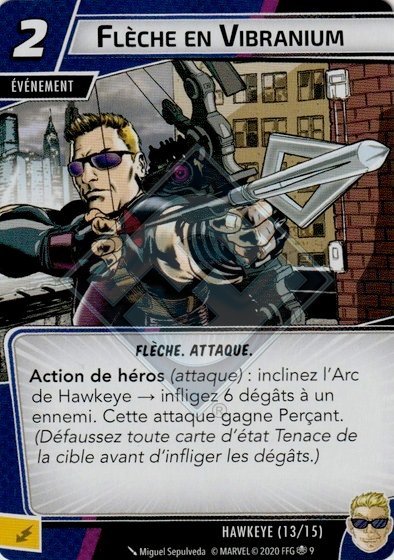 2
FLÈCHE EN VIBRANIUM
ÉVÉNEMENT
FLÈCHE. ATTAQUE.
Action de héros (attaque) : inclinez l'Arc
de Hawkeye → infligez 6 dégâts à un
ennemi. Cette attaque gagne Perçant.
(Défaussez toute carte d'état Tenace de
la cible avant d'infliger les dégâts.)
®
HAWKEYE (13/15)
Miguel Sepulveda © MARVEL © 2020 FFG 9